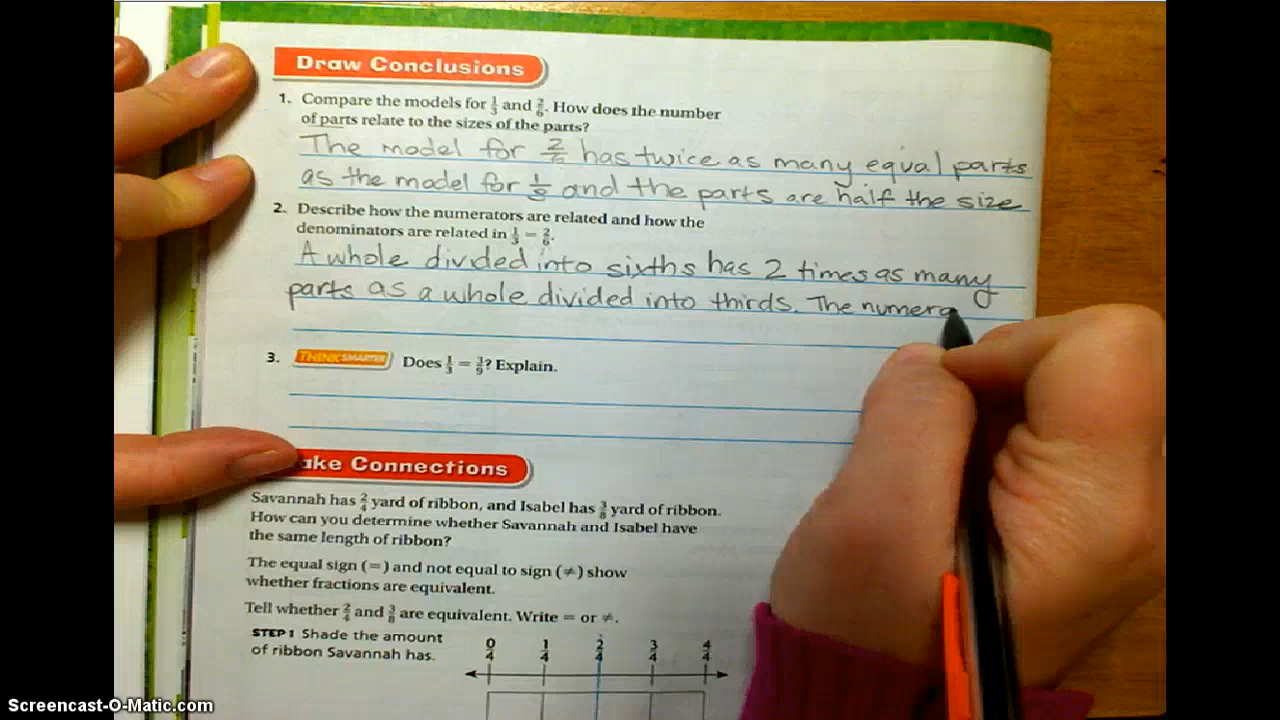 Draw Conclusions
1. Compare the models for 1/3 and 2/6. How does the number
of parts relate to the sizes of the parts?
The model for 2/6 has twice as many equal parts
as the model for 1/3 and the parts are half the size
2. Describe how the numerators are related and how the
denominators are related in 1/3 = 2/6.
A whole divided into sixths has 2 times as many
parts as a whole divided into thirds. The numera
3. THINK SMARTER Does 1/3 = 3/9? Explain.
ake Connections
Savannah has 2/4 yard of ribbon, and Isabel has 3/8 yard of ribbon.
How can you determine whether Savannah and Isabel have
the same length of ribbon?
The equal sign (=) and not equal to sign (≠) show
whether fractions are equivalent.
Tell whether 2/4 and 3/8 are equivalent. Write = or ≠.
STEP 1 Shade the amount
of ribbon Savannah has.
0/4 1/4 2/4 3/4 4/4
Screencast-O-Matic.com